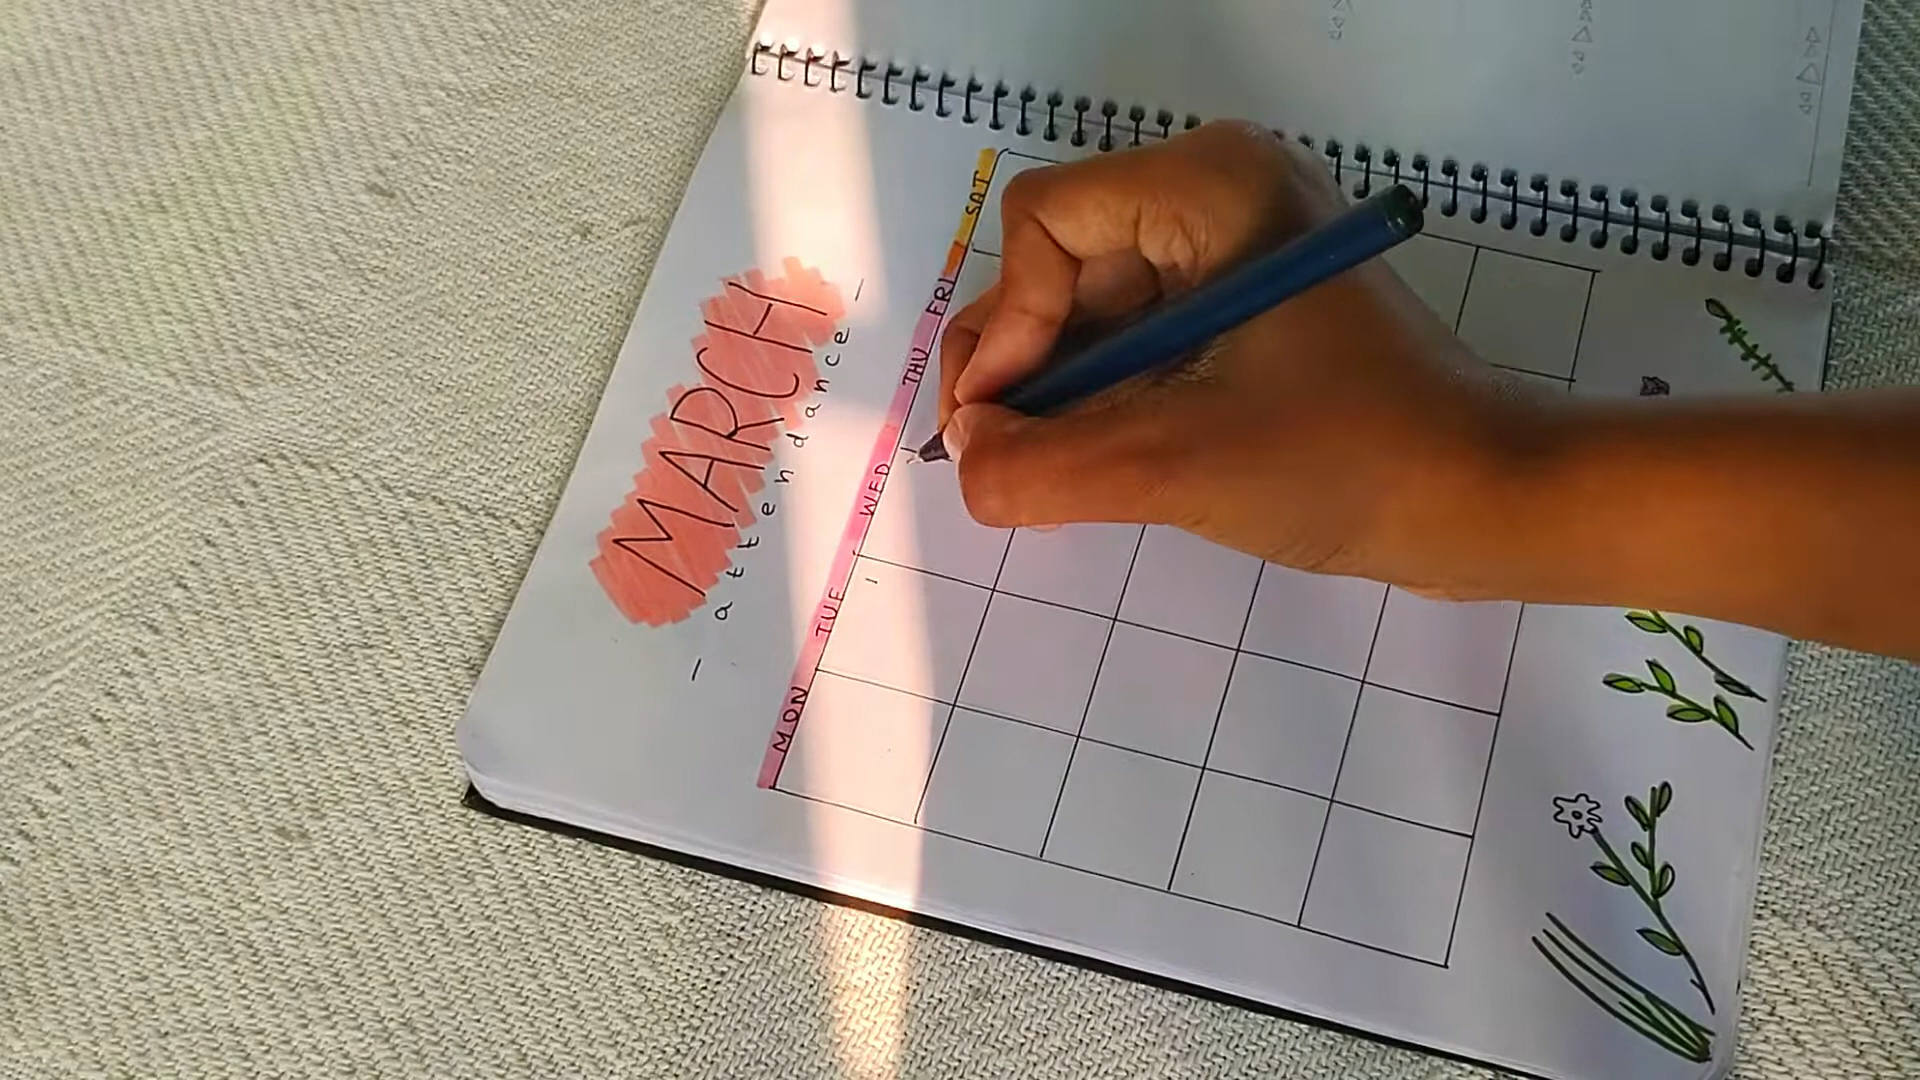 MARCH
- attendance -
MON TUE WED THU FRI SAT
1